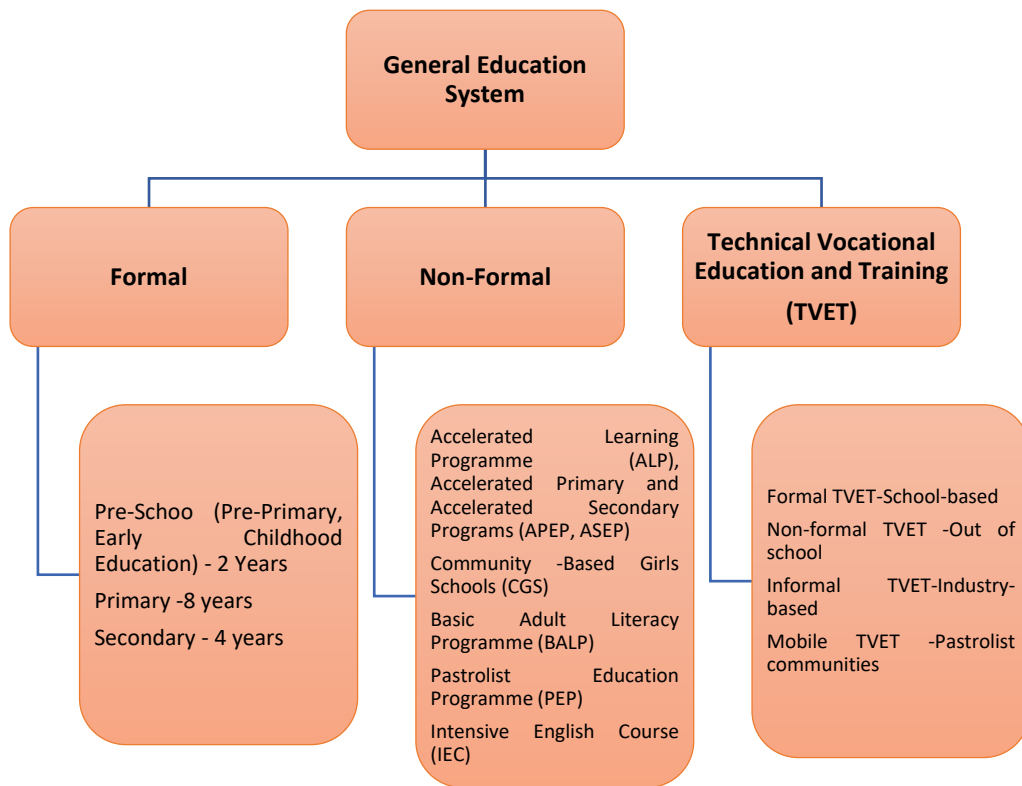 General Education
System
Formal
Non-Formal
Technical Vocational
Education and Training
(TVET)
Pre-Schoo (Pre-Primary,
Early Childhood
Education) - 2 Years
Primary -8 years
Secondary - 4 years
Accelerated Learning
Programme (ALP),
Accelerated Primary and
Accelerated Secondary
Programs (APEP, ASEP)
Community -Based Girls
Schools (CGS)
Basic Adult Literacy
Programme (BALP)
Pastrolist Education
Programme (PEP)
Intensive English Course
(IEC)
Formal TVET-School-based
Non-formal TVET -Out of
school
Informal TVET-Industry-
based
Mobile TVET -Pastrolist
communities